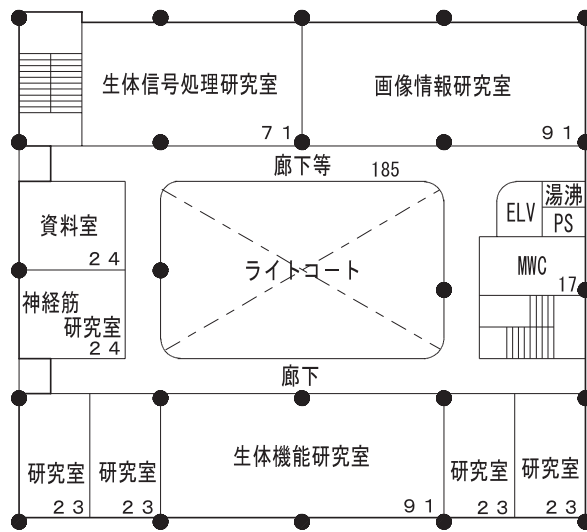 生体信号処理研究室
７１
画像情報研究室
９１
廊下等
185
資料室
２４
神経筋
研究室
２４
ライトコート
ELV
湯沸
PS
MWC
17
廊下
研究室
２３
研究室
２３
生体機能研究室
９１
研究室
２３
研究室
２３